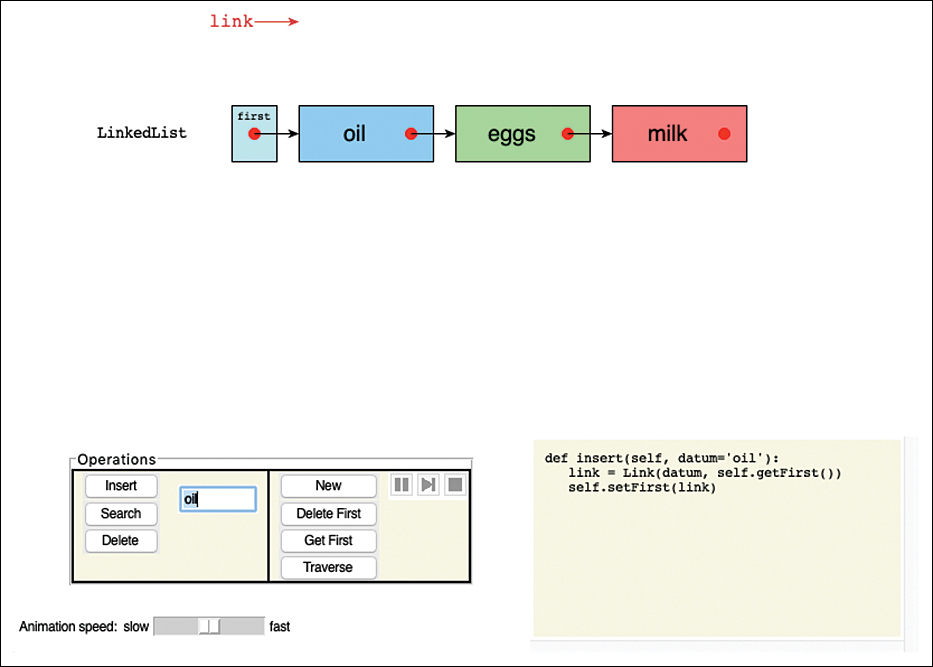 link
first
LinkedList
oil
eggs
milk
Operations
Insert
Search
Delete
oil
New
Delete First
Get First
Traverse
def insert(self, datum='oil'):
    link = Link(datum, self.getFirst())
    self.setFirst(link)
Animation speed: slow fast